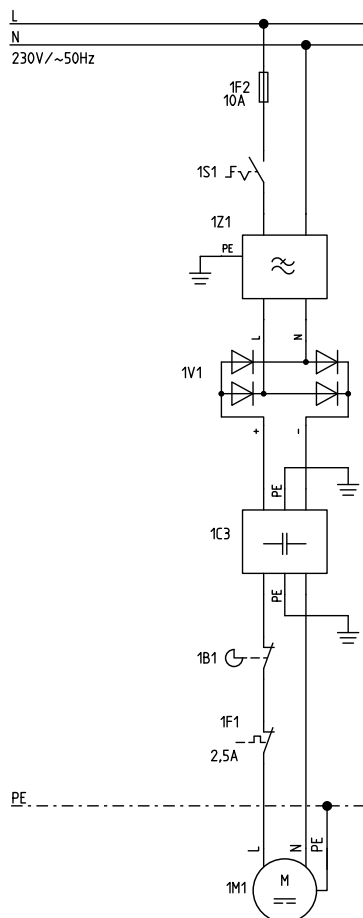 L
N
230V/~50Hz
1F2
10A
1S1
1Z1
PE
L
N
1V1
+
-
PE
1C3
PE
1B1
1F1
2,5A
PE
L
N
PE
1M1
M